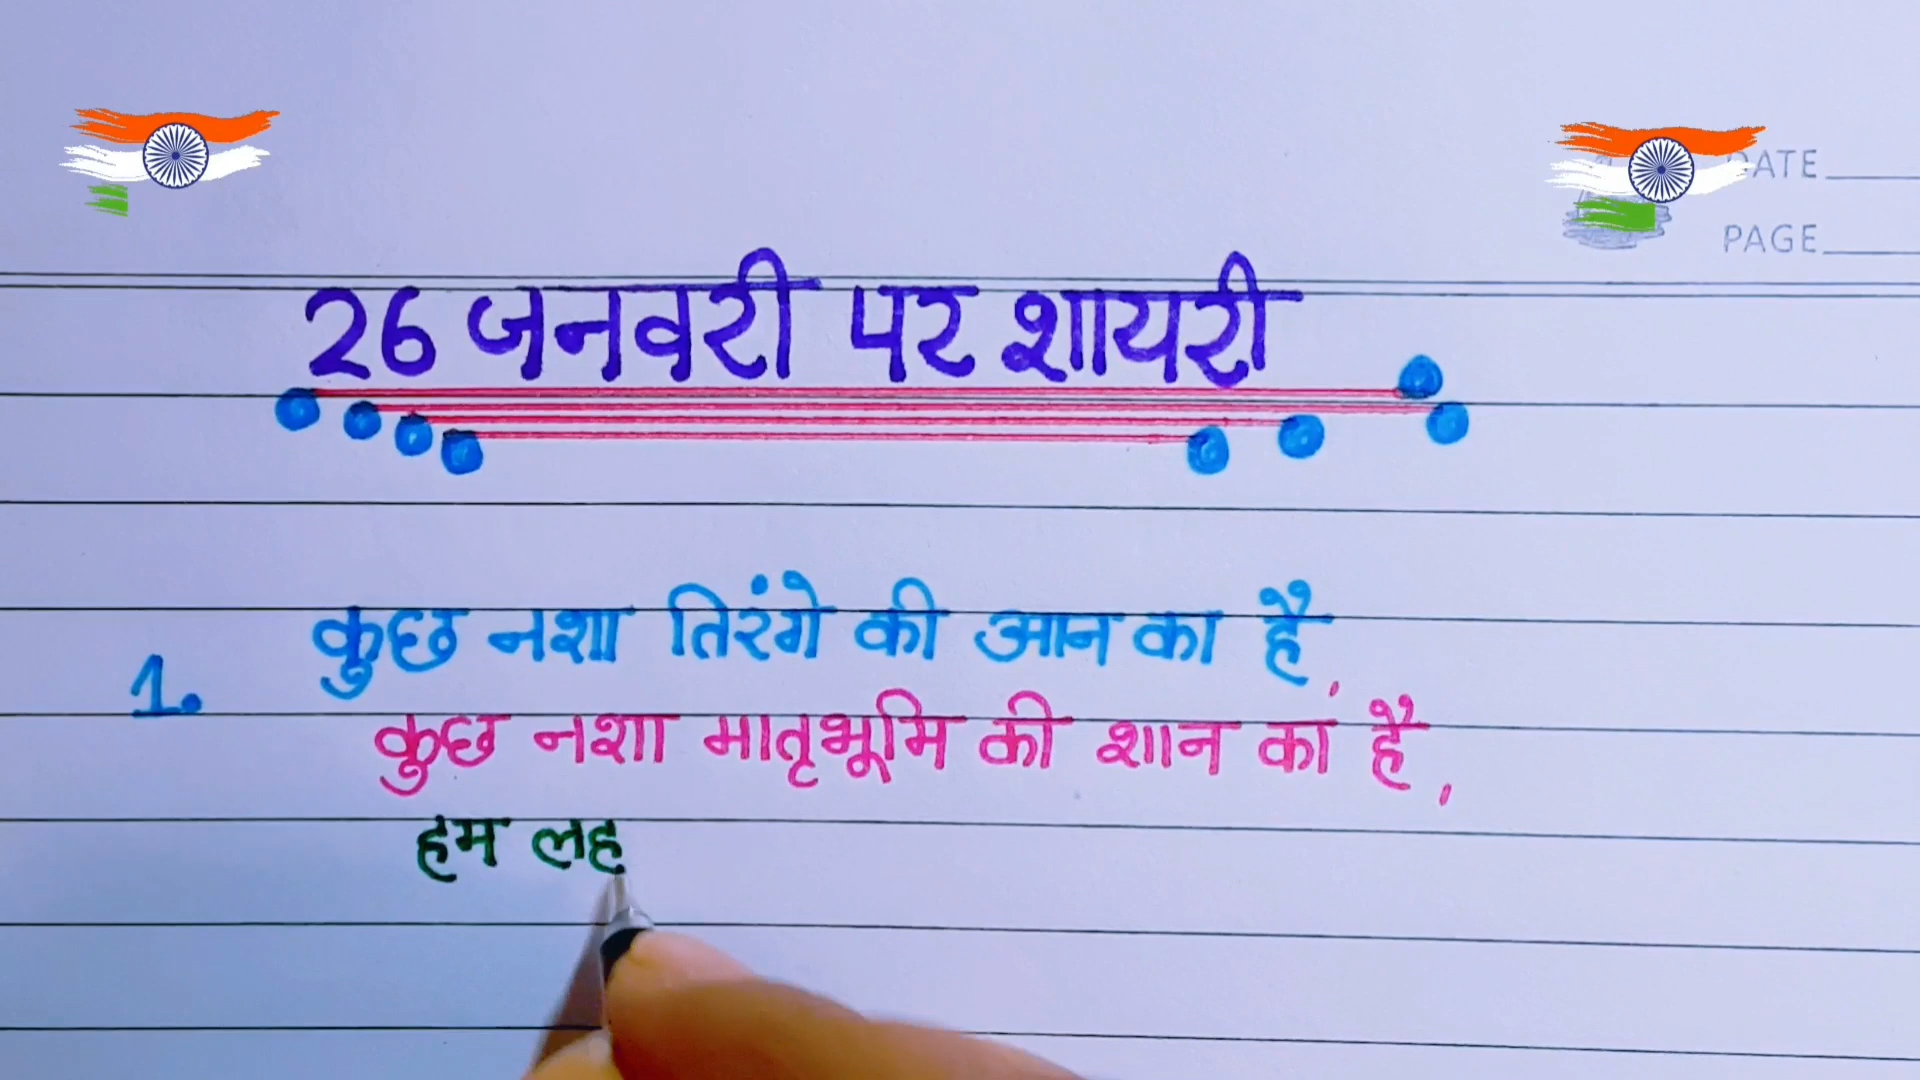 DATE
PAGE
26 जनवरी पर शायरी
1. कुछ नशा तिरंगे की आन का है,
कुछ नशा मातृभूमि की शान का है,
हम लह